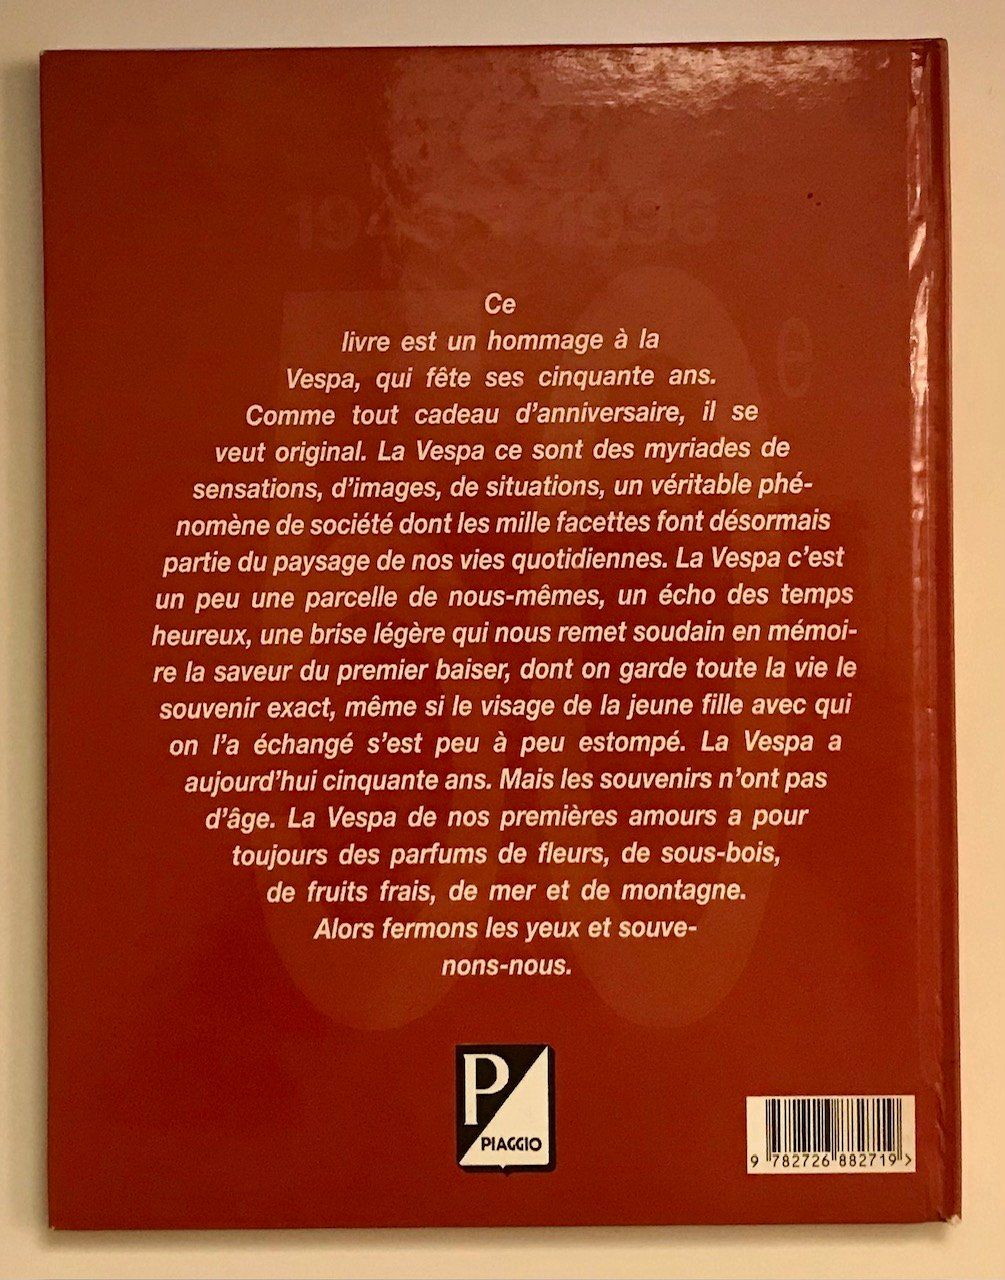 1946 - 1996
50e
Ce
livre est un hommage à la
Vespa, qui fête ses cinquante ans.
Comme tout cadeau d'anniversaire, il se
veut original. La Vespa ce sont des myriades de
sensations, d'images, de situations, un véritable phé-
nomène de société dont les mille facettes font désormais
partie du paysage de nos vies quotidiennes. La Vespa c'est
un peu une parcelle de nous-mêmes, un écho des temps
heureux, une brise légère qui nous remet soudain en mémoi-
re la saveur du premier baiser, dont on garde toute la vie le
souvenir exact, même si le visage de la jeune fille avec qui
on l'a échangé s'est peu à peu estompé. La Vespa a
aujourd'hui cinquante ans. Mais les souvenirs n'ont pas
d'âge. La Vespa de nos premières amours a pour
toujours des parfums de fleurs, de sous-bois,
de fruits frais, de mer et de montagne.
Alors fermons les yeux et souve-
nons-nous.
P
PIAGGIO
9 782726 882719 >